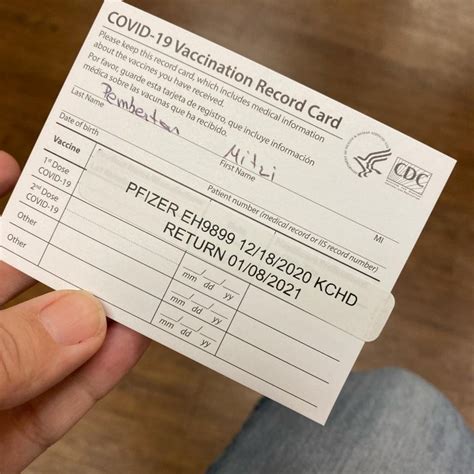 COVID-19 Vaccination Record Card
Please keep this record card, which includes medical information
about the vaccines you have received.
Por favor, guarde esta tarjeta de registro, que incluye información
médica sobre las vacunas que ha recibido.
Pemberton Mitzi
Last Name First Name MI
Date of birth Patient number (medical record or IIS record number)
Vaccine
1st Dose
COVID-19
PFIZER EH9899 12/18/2020 KCHD
RETURN 01/08/2021
2nd Dose
COVID-19
mm dd yy
Other
mm dd yy
Other
mm dd yy
CDC